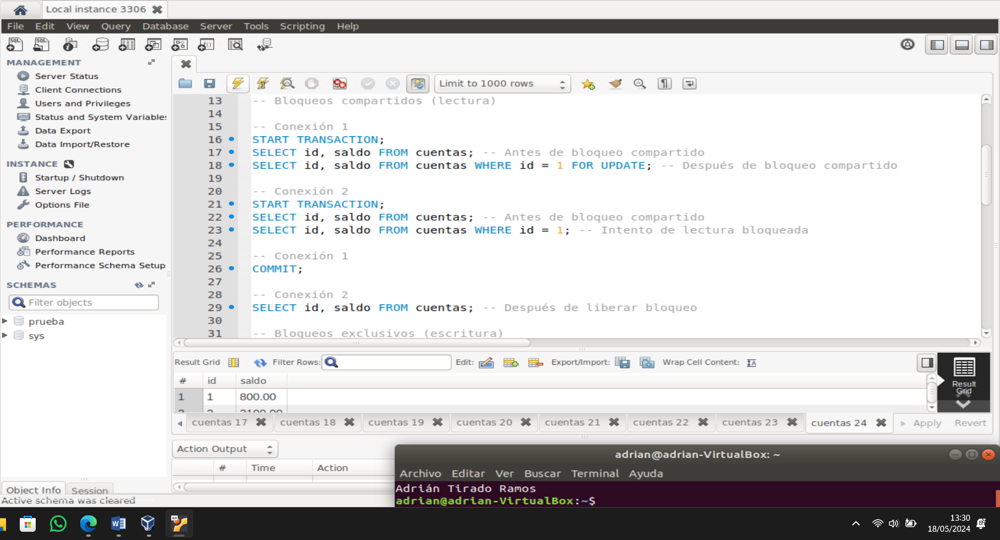 Local instance 3306
File Edit View Query Database Server Tools Scripting Help
MANAGEMENT
Server Status
Client Connections
Users and Privileges
Status and System Variables
Data Export
Data Import/Restore
INSTANCE
Startup / Shutdown
Server Logs
Options File
PERFORMANCE
Dashboard
Performance Reports
Performance Schema Setup
SCHEMAS
Filter objects
prueba
sys
Object Info Session
Active schema was cleared
Limit to 1000 rows
13 -- Bloqueos compartidos (lectura)
14
15 -- Conexión 1
16 START TRANSACTION;
17 SELECT id, saldo FROM cuentas; -- Antes de bloqueo compartido
18 SELECT id, saldo FROM cuentas WHERE id = 1 FOR UPDATE; -- Después de bloqueo compartido
19
20 -- Conexión 2
21 START TRANSACTION;
22 SELECT id, saldo FROM cuentas; -- Antes de bloqueo compartido
23 SELECT id, saldo FROM cuentas WHERE id = 1; -- Intento de lectura bloqueada
24
25 -- Conexión 1
26 COMMIT;
27
28 -- Conexión 2
29 SELECT id, saldo FROM cuentas; -- Después de liberar bloqueo
30
31 -- Bloqueos exclusivos (escritura)
Result Grid Filter Rows: Edit: Export/Import: Wrap Cell Content:
# id saldo
1 1 800.00
2 2 2100.00
Result
Grid
cuentas 17 cuentas 18 cuentas 19 cuentas 20 cuentas 21 cuentas 22 cuentas 23 cuentas 24 Apply Revert
Action Output
# Time Action
adrian@adrian-VirtualBox: ~
Archivo Editar Ver Buscar Terminal Ayuda
Adrián Tirado Ramos
adrian@adrian-VirtualBox:~$
13:30
18/05/2024